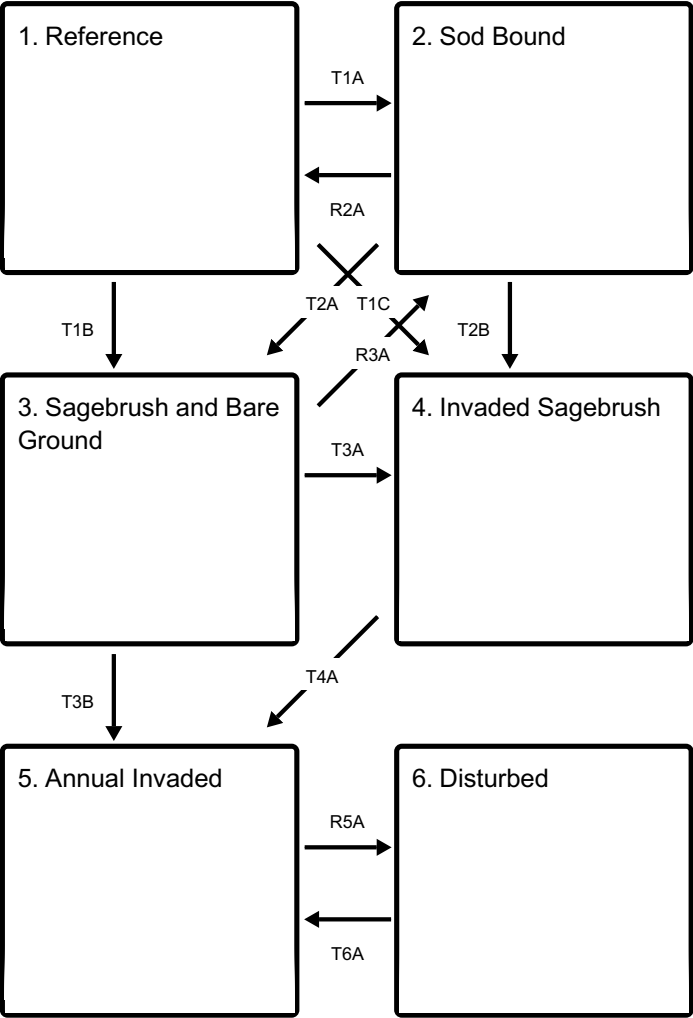 1. Reference
2. Sod Bound
T1A
R2A
T2A
T1C
T1B
T2B
R3A
3. Sagebrush and Bare
Ground
4. Invaded Sagebrush
T3A
T4A
T3B
5. Annual Invaded
6. Disturbed
R5A
T6A